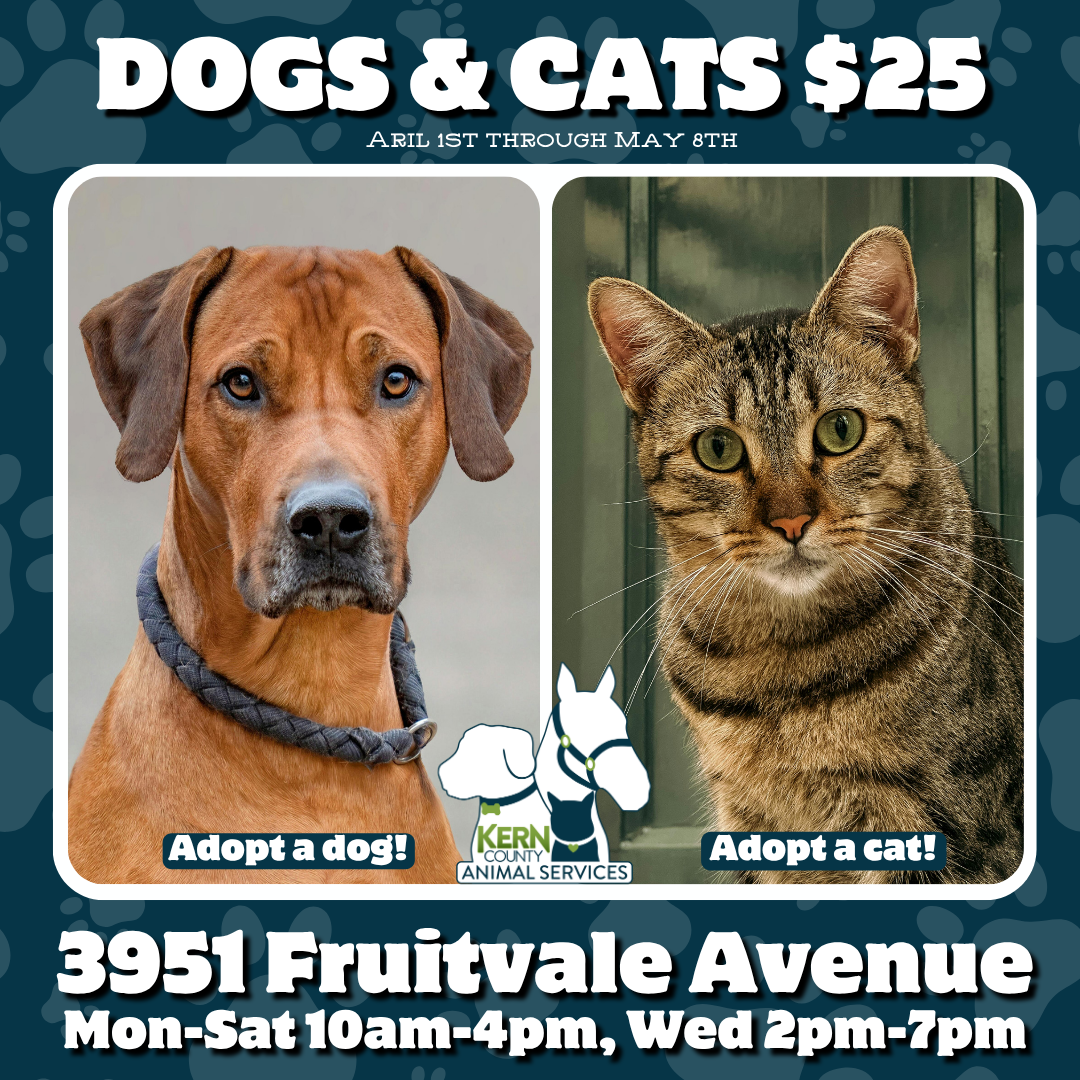 DOGS & CATS $25
Aril 1st through May 8th
Adopt a dog!
KERN
COUNTY
ANIMAL SERVICES
Adopt a cat!
3951 Fruitvale Avenue
Mon-Sat 10am-4pm, Wed 2pm-7pm